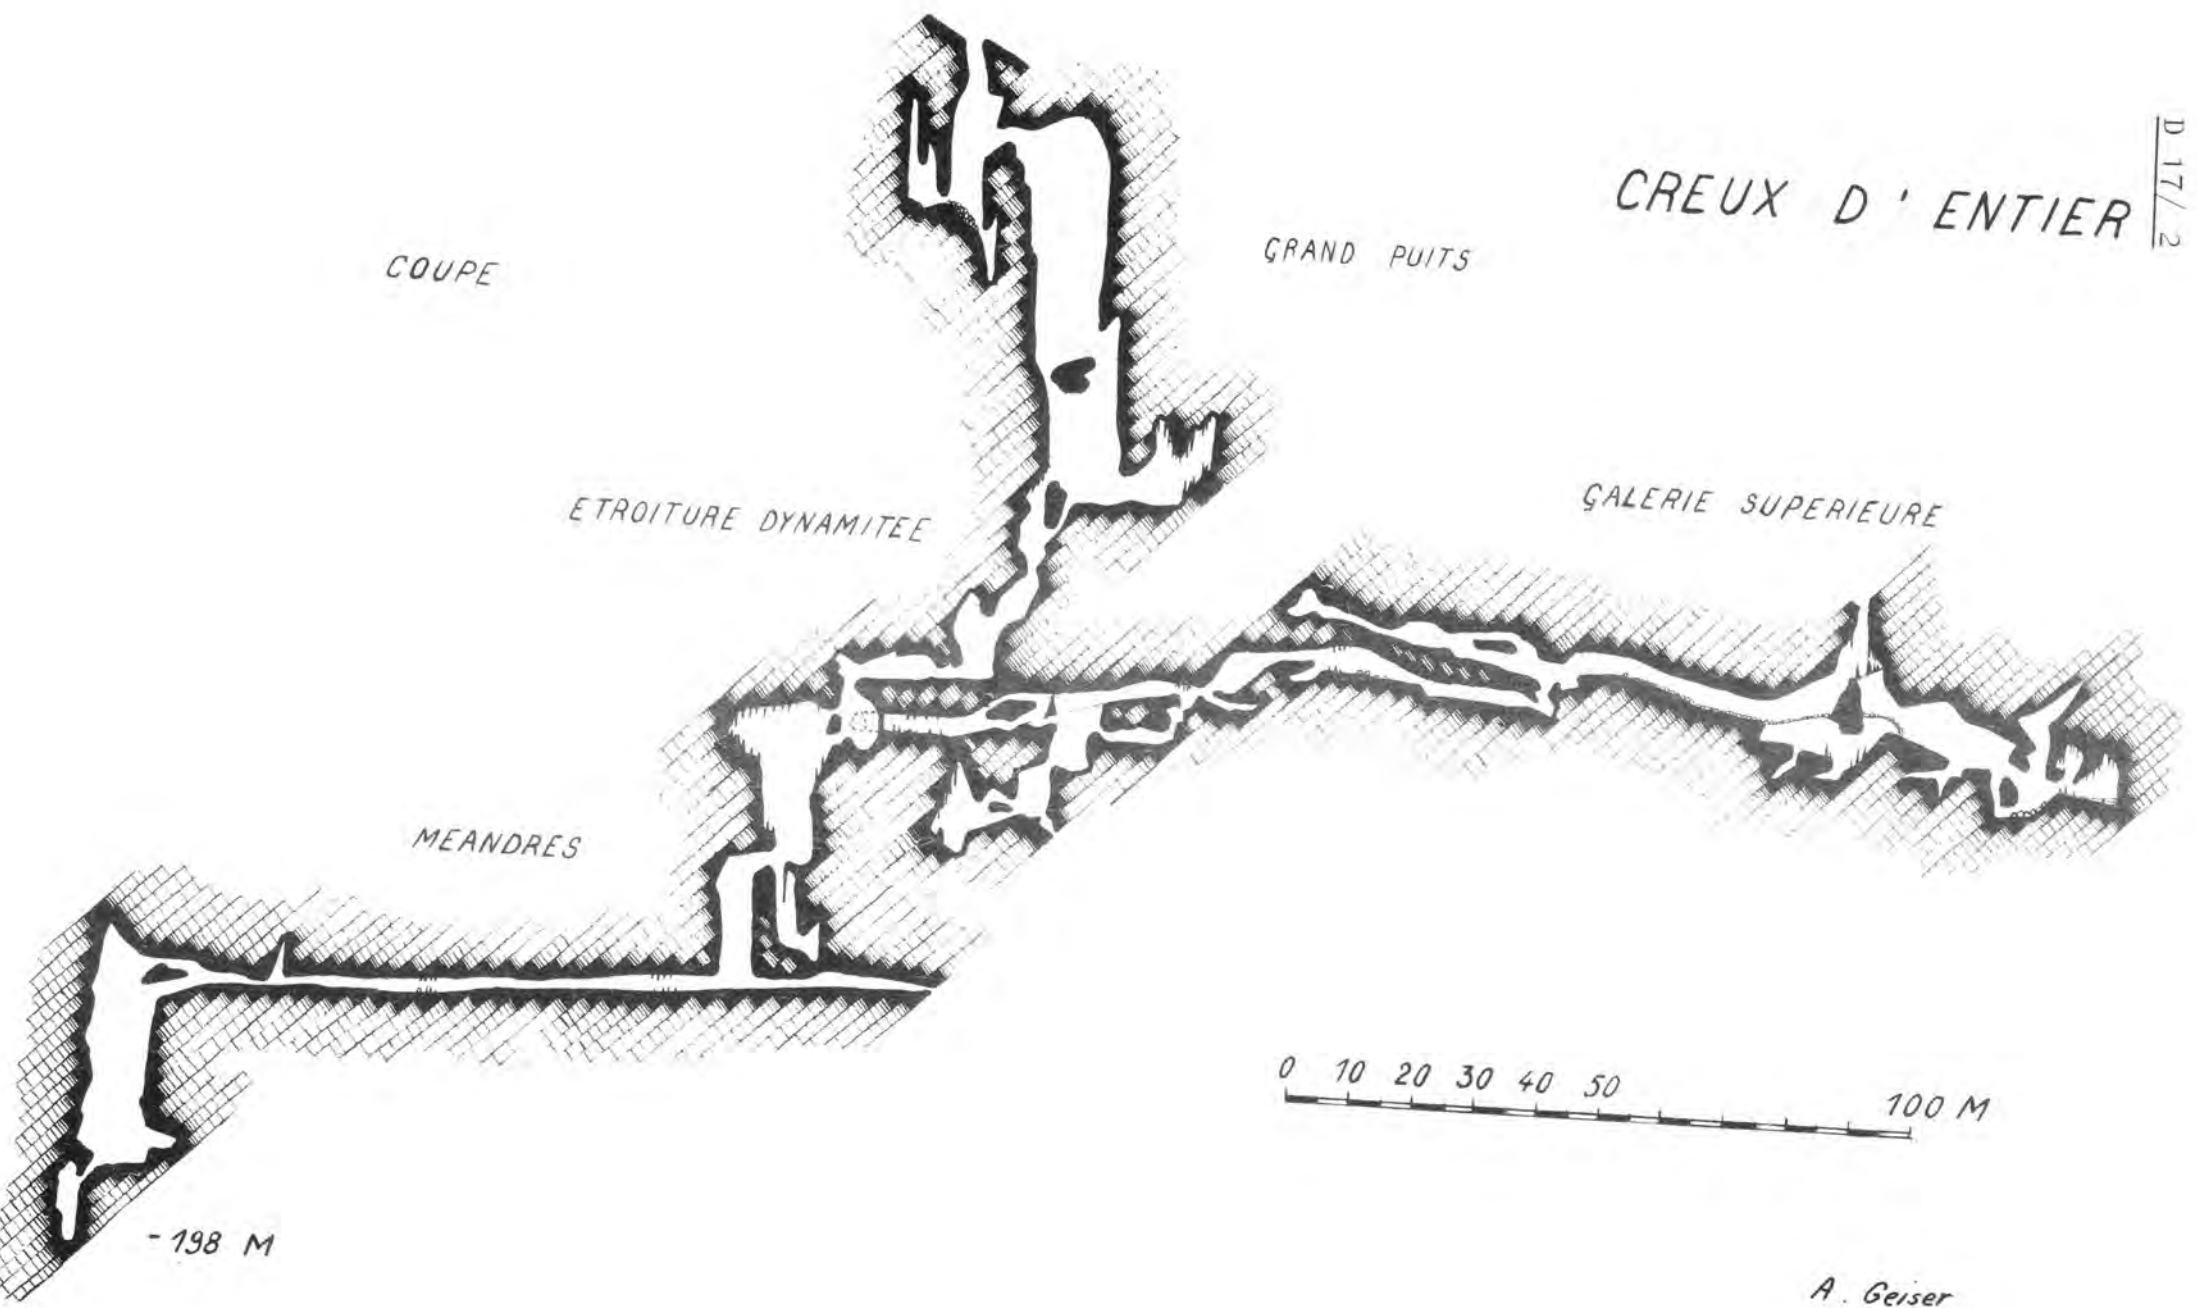 D 17/2
CREUX D'ENTIER
COUPE
GRAND PUITS
ETROITURE DYNAMITEE
GALERIE SUPERIEURE
MEANDRES
0 10 20 30 40 50 100 M
-198 M
A. Geiser